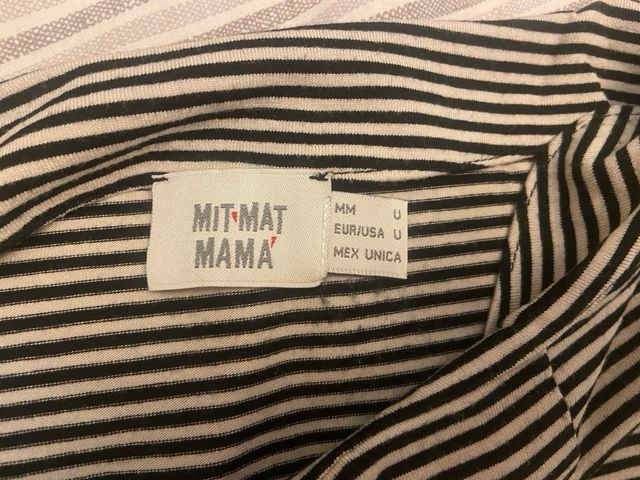 MIT'MAT
MAMA'
MM U
EUR/USA U
MEX UNICA